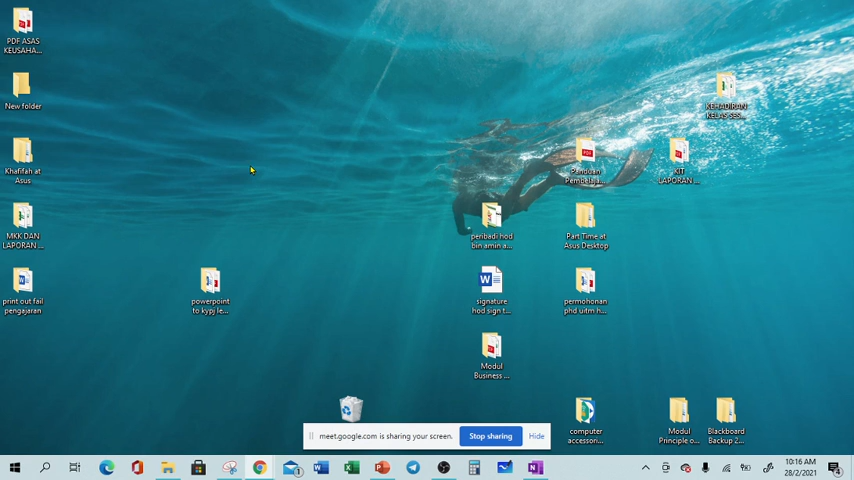 PDF ASAS
KEUSAHA...
New folder
Khafifah at
Asus
MKK DAN
LAPORAN ...
print out fail
pengajaran
powerpoint
to kypj le...
peribadi hod
bin amin a...
signature
hod sign t...
Modul
Business ...
Panduan
Pembelaja...
Part Time at
Asus Desktop
permohonan
phd uitm h...
computer
accessori...
KIT
LAPORAN ...
Modul
Principle o...
KEHADIRAN
KELAS SES...
Blackboard
Backup 2...
meet.google.com is sharing your screen.
Stop sharing
Hide
10:16 AM
28/2/2021